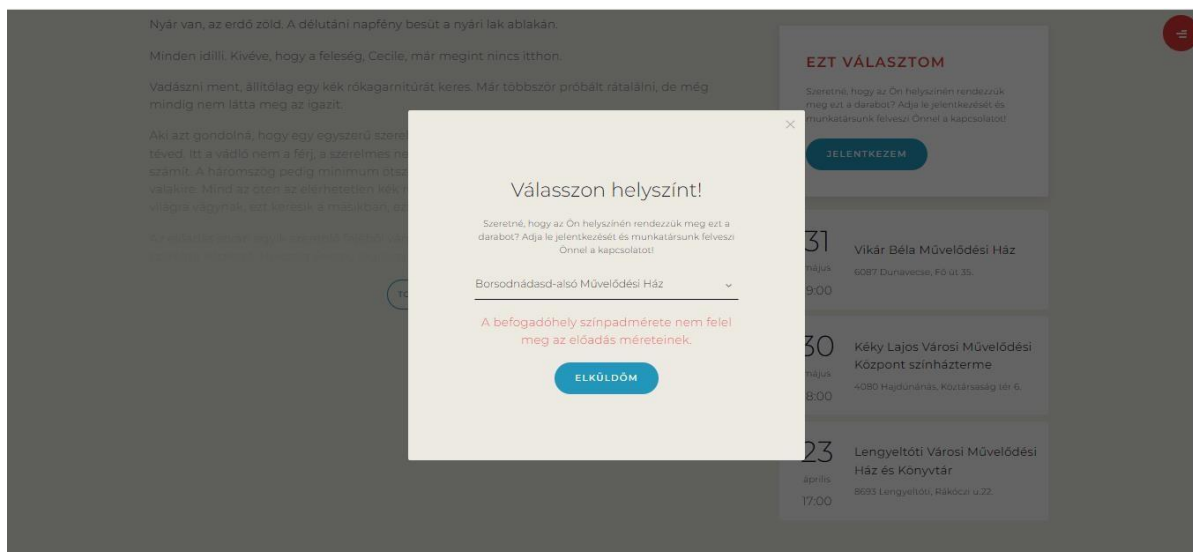 Nyár van, az erdő zöld. A délutáni napfény besüt a nyári lak ablakán.
Minden idilli. Kivéve, hogy a feleség, Cecile, már megint nincs itthon.
Vadászni ment, állítólag egy kék rókagarnitúrát keres. Már többször próbált rátalálni, de még
mindig nem látta meg az igazit.
Aki azt gondolná, hogy egy egyszerű
téved. Itt a vádló nem a férj, a szerelmes
számít. A háromszög pedig minimum
valakire. Mind az öten az elérhetetlen kék
világra vágynak, ezt keresik a másikban,
EZT VÁLASZTOM
Szeretné, hogy az Ön helyszínén rendezzük
meg ezt a darabot? Adja le jelentkezését és
munkatársunk felveszi Önnel a kapcsolatot!
JELENTKEZEM
×
Válasszon helyszínt!
Szeretné, hogy az Ön helyszínén rendezzük meg ezt a
darabot? Adja le jelentkezését és munkatársunk felveszi
Önnel a kapcsolatot!
Borsodnádasd-alsó Művelődési Ház
A befogadóhely színpadmérete nem felel
meg az előadás méreteinek.
ELKÜLDÖM
31
május
9:00
Vikár Béla Művelődési Ház
6087 Dunavecse, Fő út 35.
30
május
8:00
Kéky Lajos Városi Művelődési
Központ színházterme
4080 Hajdúnánás, Köztársaság tér 6.
23
április
17:00
Lengyeltóti Városi Művelődési
Ház és Könyvtár
8693 Lengyeltóti, Rákóczi u.22.